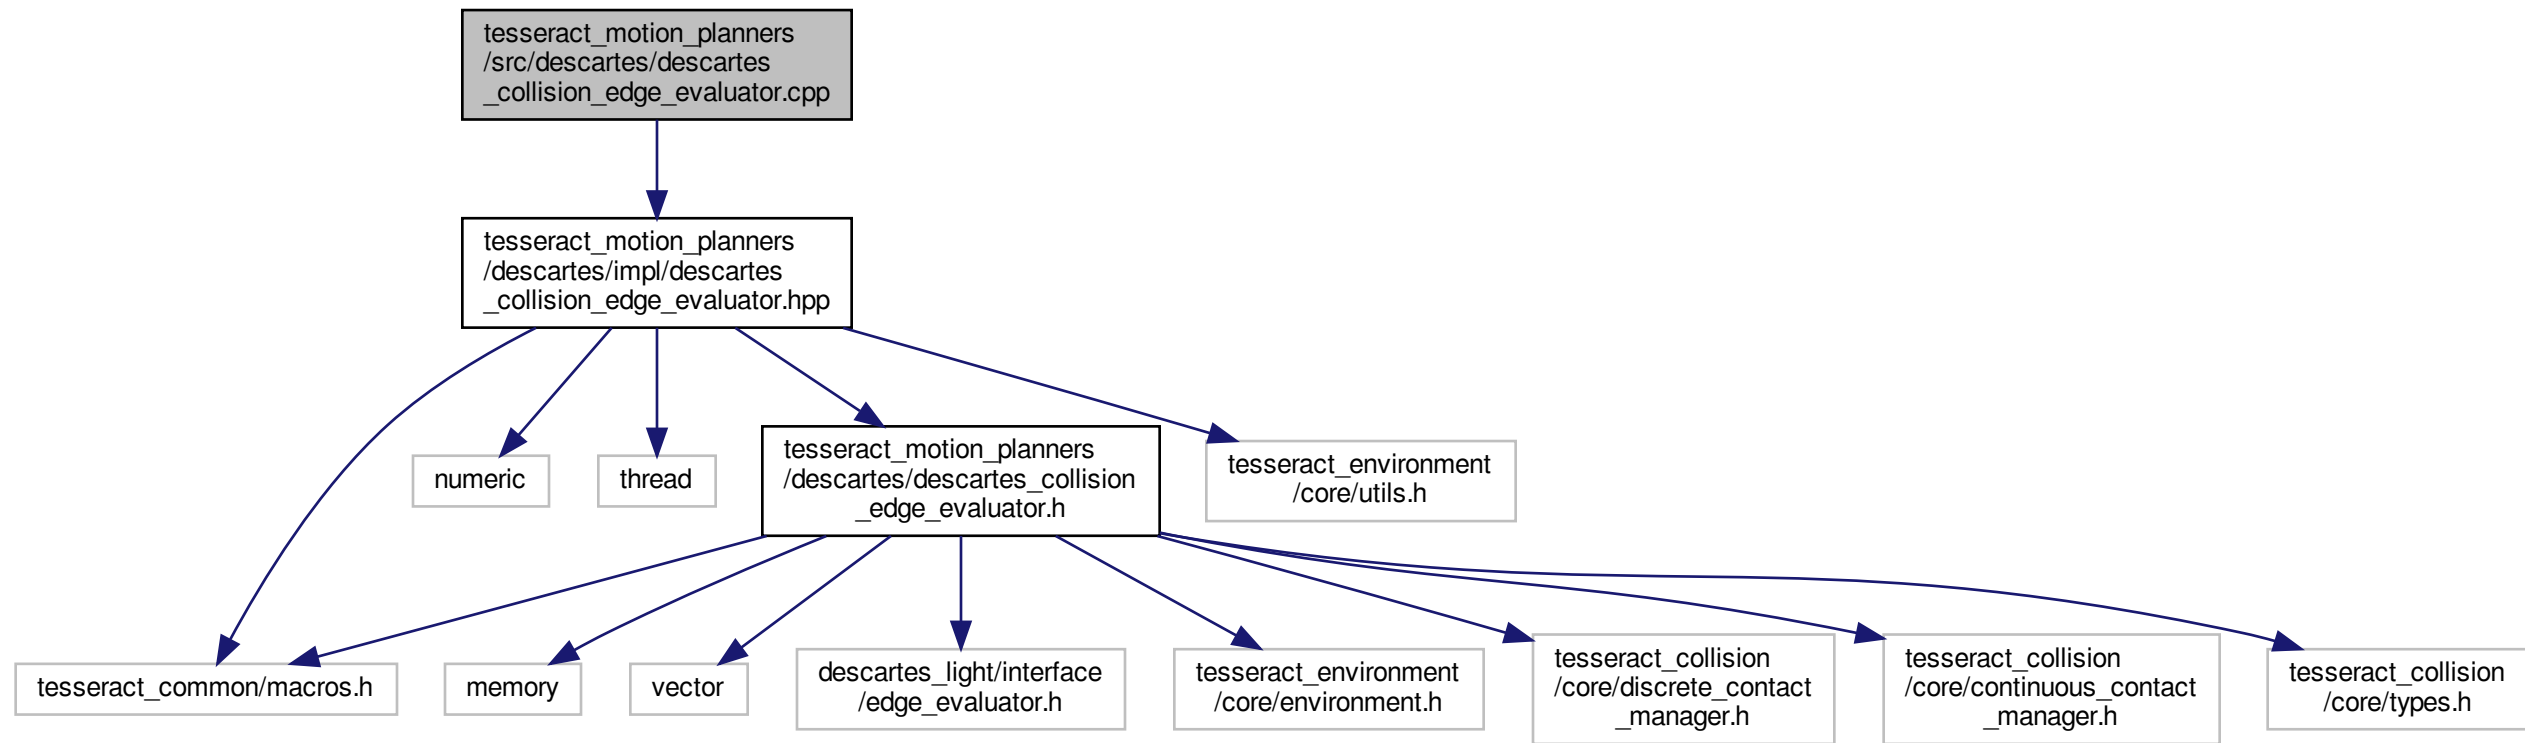 tesseract_motion_planners
/src/descartes/descartes
_collision_edge_evaluator.cpp
tesseract_motion_planners
/descartes/impl/descartes
_collision_edge_evaluator.hpp
numeric
thread
tesseract_motion_planners
/descartes/descartes_collision
_edge_evaluator.h
tesseract_environment
/core/utils.h
tesseract_common/macros.h
memory
vector
descartes_light/interface
/edge_evaluator.h
tesseract_environment
/core/environment.h
tesseract_collision
/core/discrete_contact
_manager.h
tesseract_collision
/core/continuous_contact
_manager.h
tesseract_collision
/core/types.h